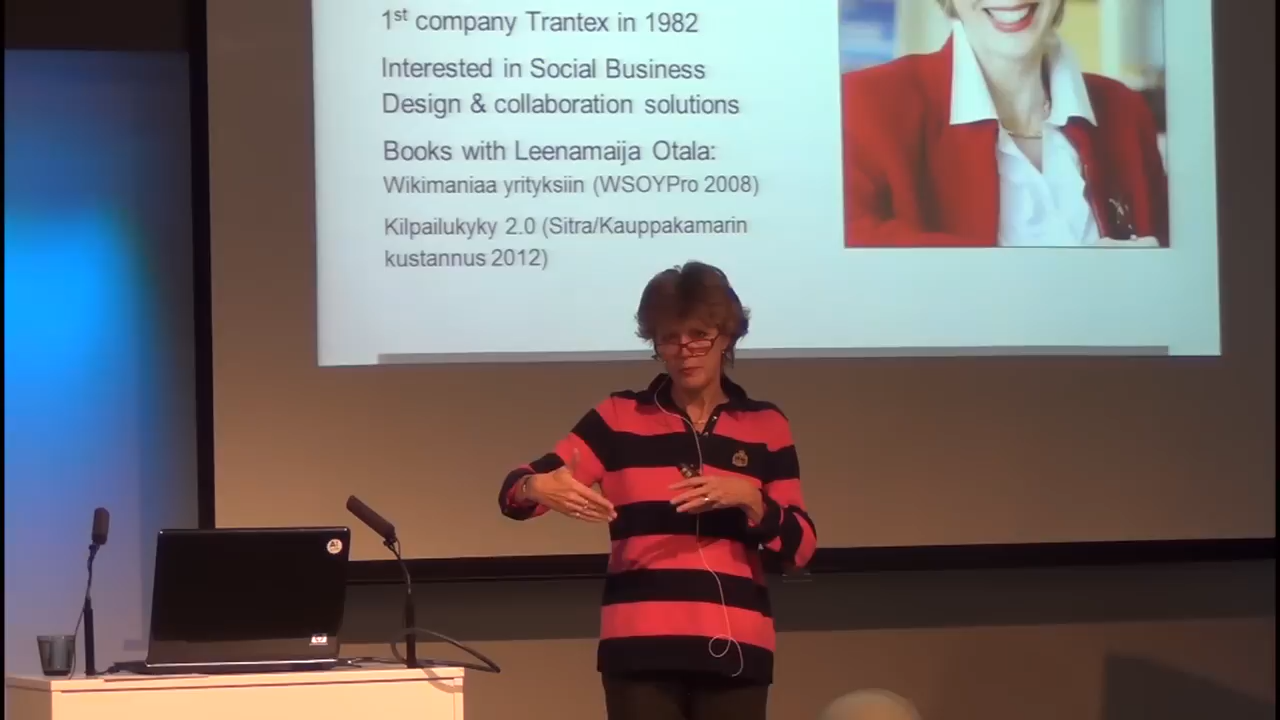 1st company Trantex in 1982
Interested in Social Business
Design & collaboration solutions
Books with Leenamaija Otala:
Wikimaniaa yrityksiin (WSOYPro 2008)
Kilpailukyky 2.0 (Sitra/Kauppakamarin
kustannus 2012)